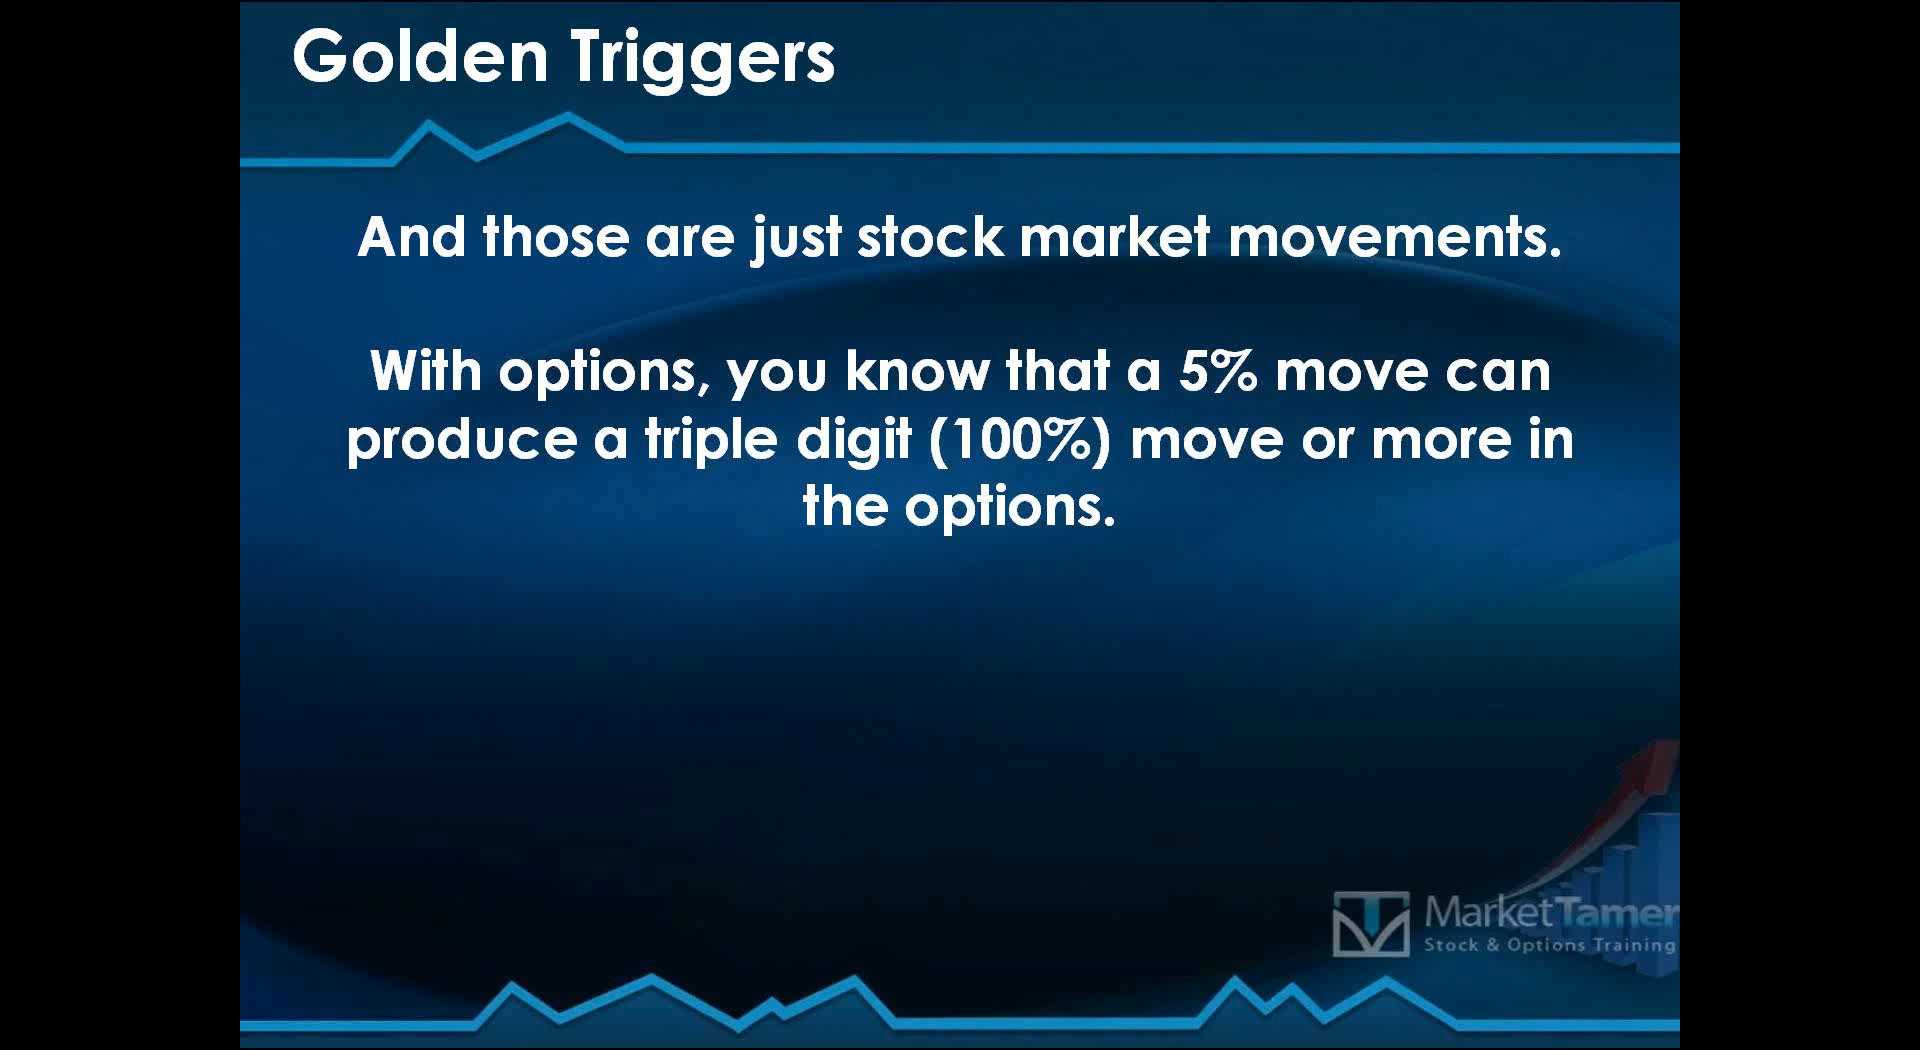 Golden Triggers
And those are just stock market movements.
With options, you know that a 5% move can
produce a triple digit (100%) move or more in
the options.
MarketTamer
Stock & Options Training